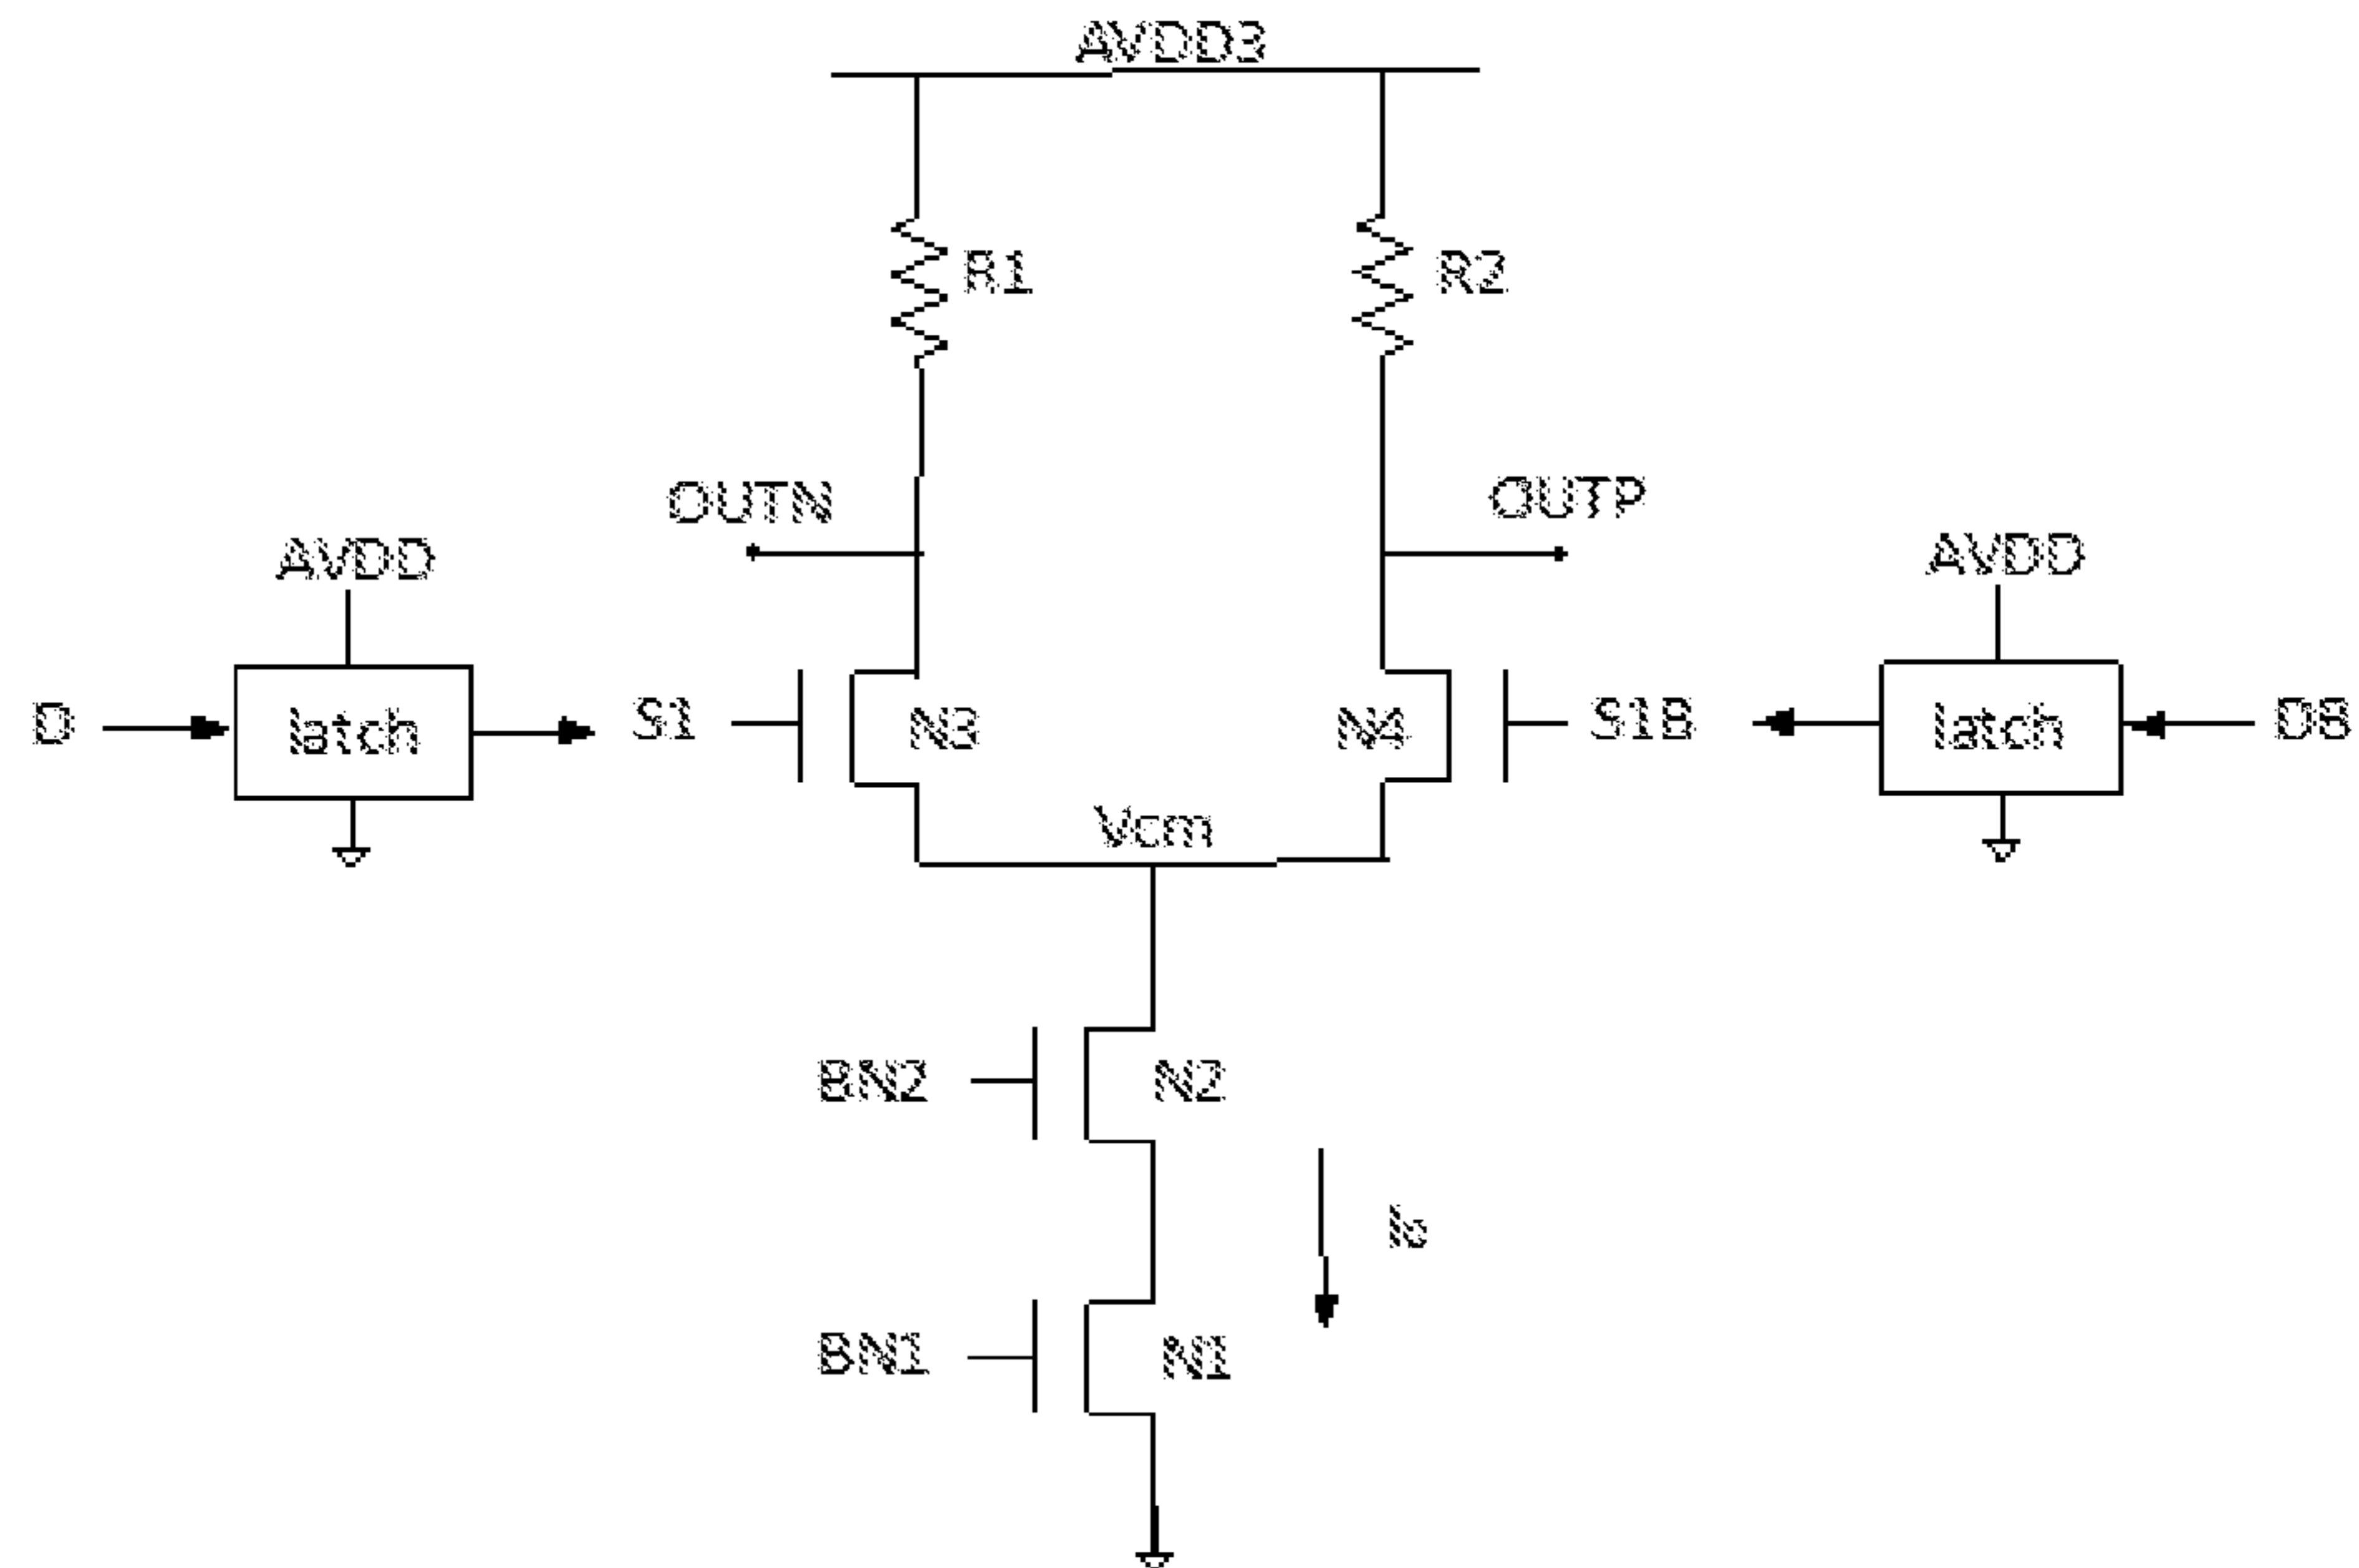 AVDD3
R1
R2
OUTN
OUTP
AVDD
AVDD
D
latch
S1
N3
N4
S1B
latch
DB
Vcm
BN2
N2
Io
BN1
N1